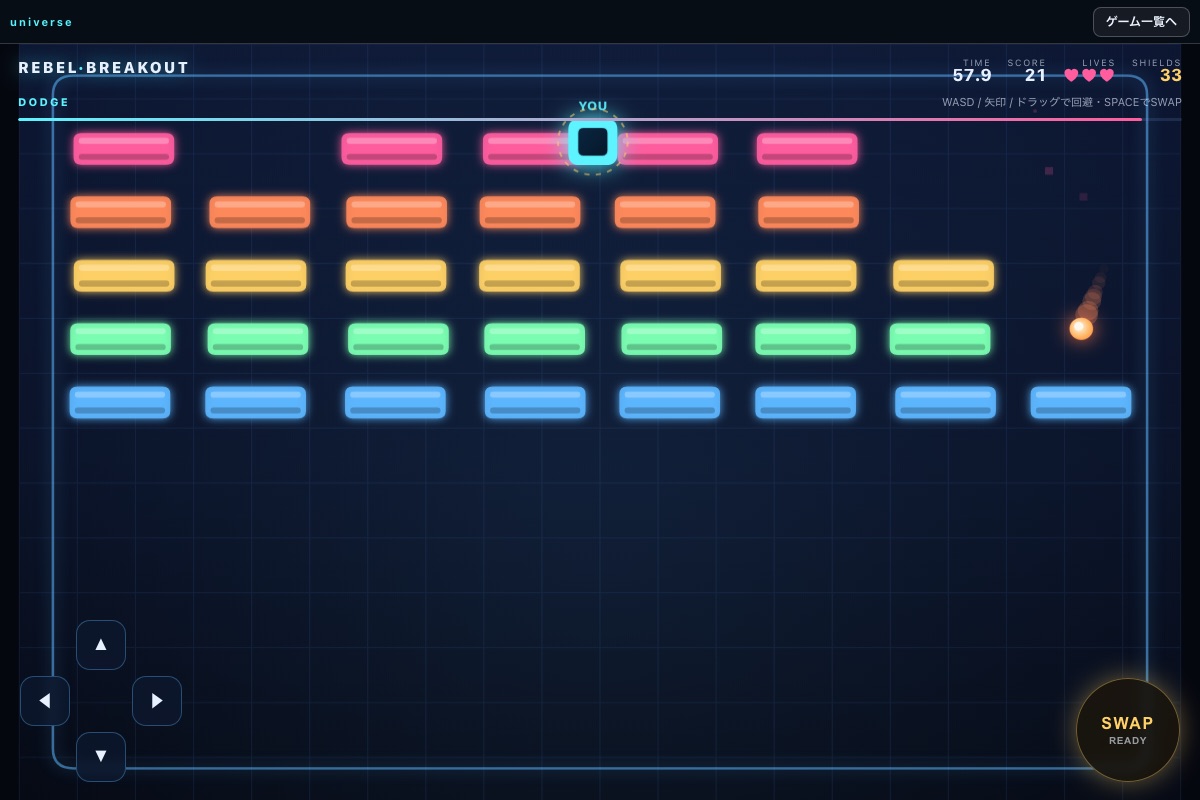 universe
ゲーム一覧へ
REBEL·BREAKOUT
TIME
57.9
SCORE
21
LIVES
SHIELDS
33
DODGE
WASD / 矢印 / ドラッグで回避・SPACEでSWAP
YOU
▲
◀
▶
▼
SWAP
READY